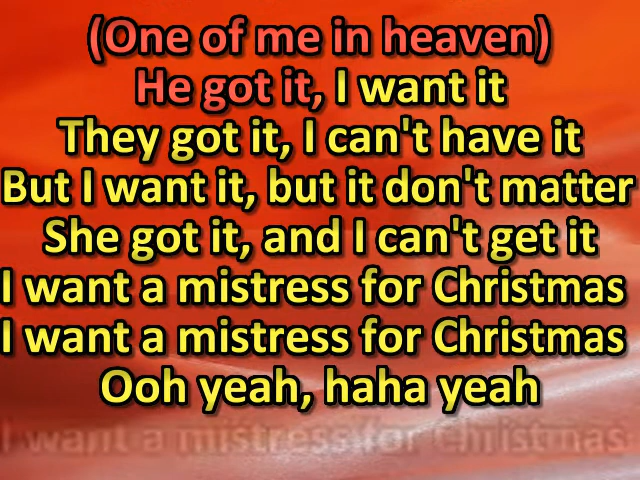 (One of me in heaven)
He got it, I want it
They got it, I can't have it
But I want it, but it don't matter
She got it, and I can't get it
I want a mistress for Christmas
I want a mistress for Christmas
Ooh yeah, haha yeah
I want a mistress for Christmas